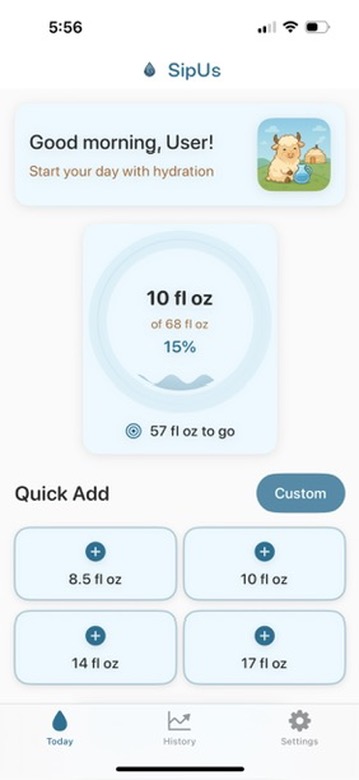 5:56
SipUs
Good morning, User!
Start your day with hydration
10 fl oz
of 68 fl oz
15%
57 fl oz to go
Quick Add
Custom
8.5 fl oz
10 fl oz
14 fl oz
17 fl oz
Today
History
Settings